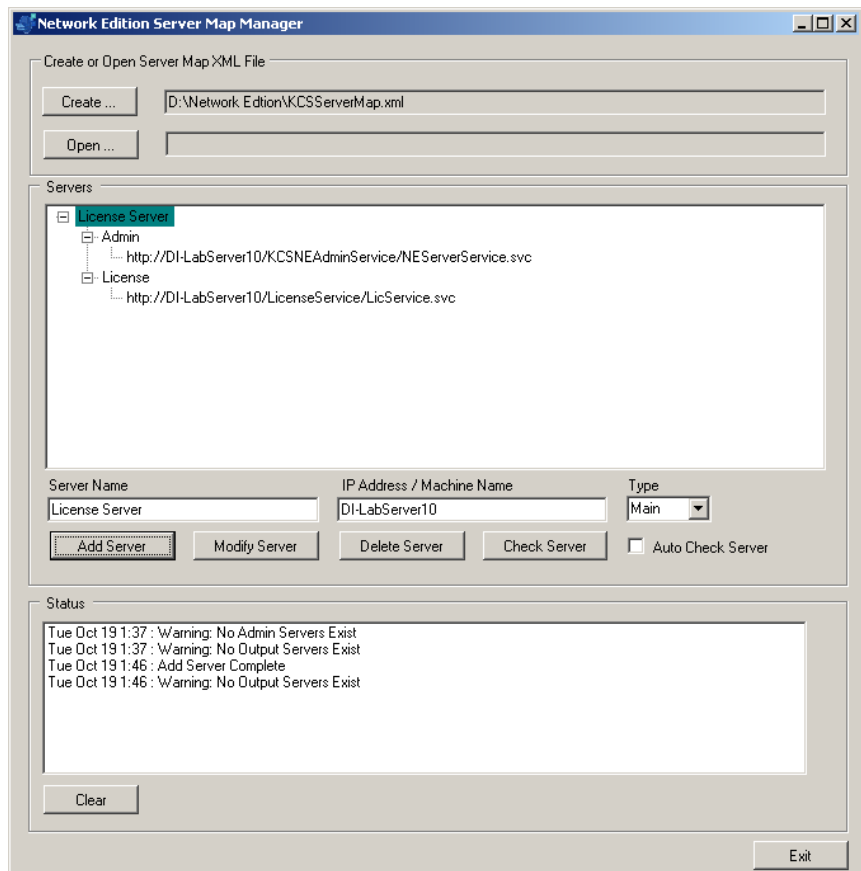 Network Edition Server Map Manager
Create or Open Server Map XML File
Create ...
D:\Network Edtion\KCSServerMap.xml
Open ...
Servers
License Server
Admin
http://DI-LabServer10/KCSNEAdminService/NEServerService.svc
License
http://DI-LabServer10/LicenseService/LicService.svc
Server Name
IP Address / Machine Name
Type
License Server
DI-LabServer10
Main
Add Server
Modify Server
Delete Server
Check Server
Auto Check Server
Status
Tue Oct 19 1:37 : Warning: No Admin Servers Exist
Tue Oct 19 1:37 : Warning: No Output Servers Exist
Tue Oct 19 1:46 : Add Server Complete
Tue Oct 19 1:46 : Warning: No Output Servers Exist
Clear
Exit